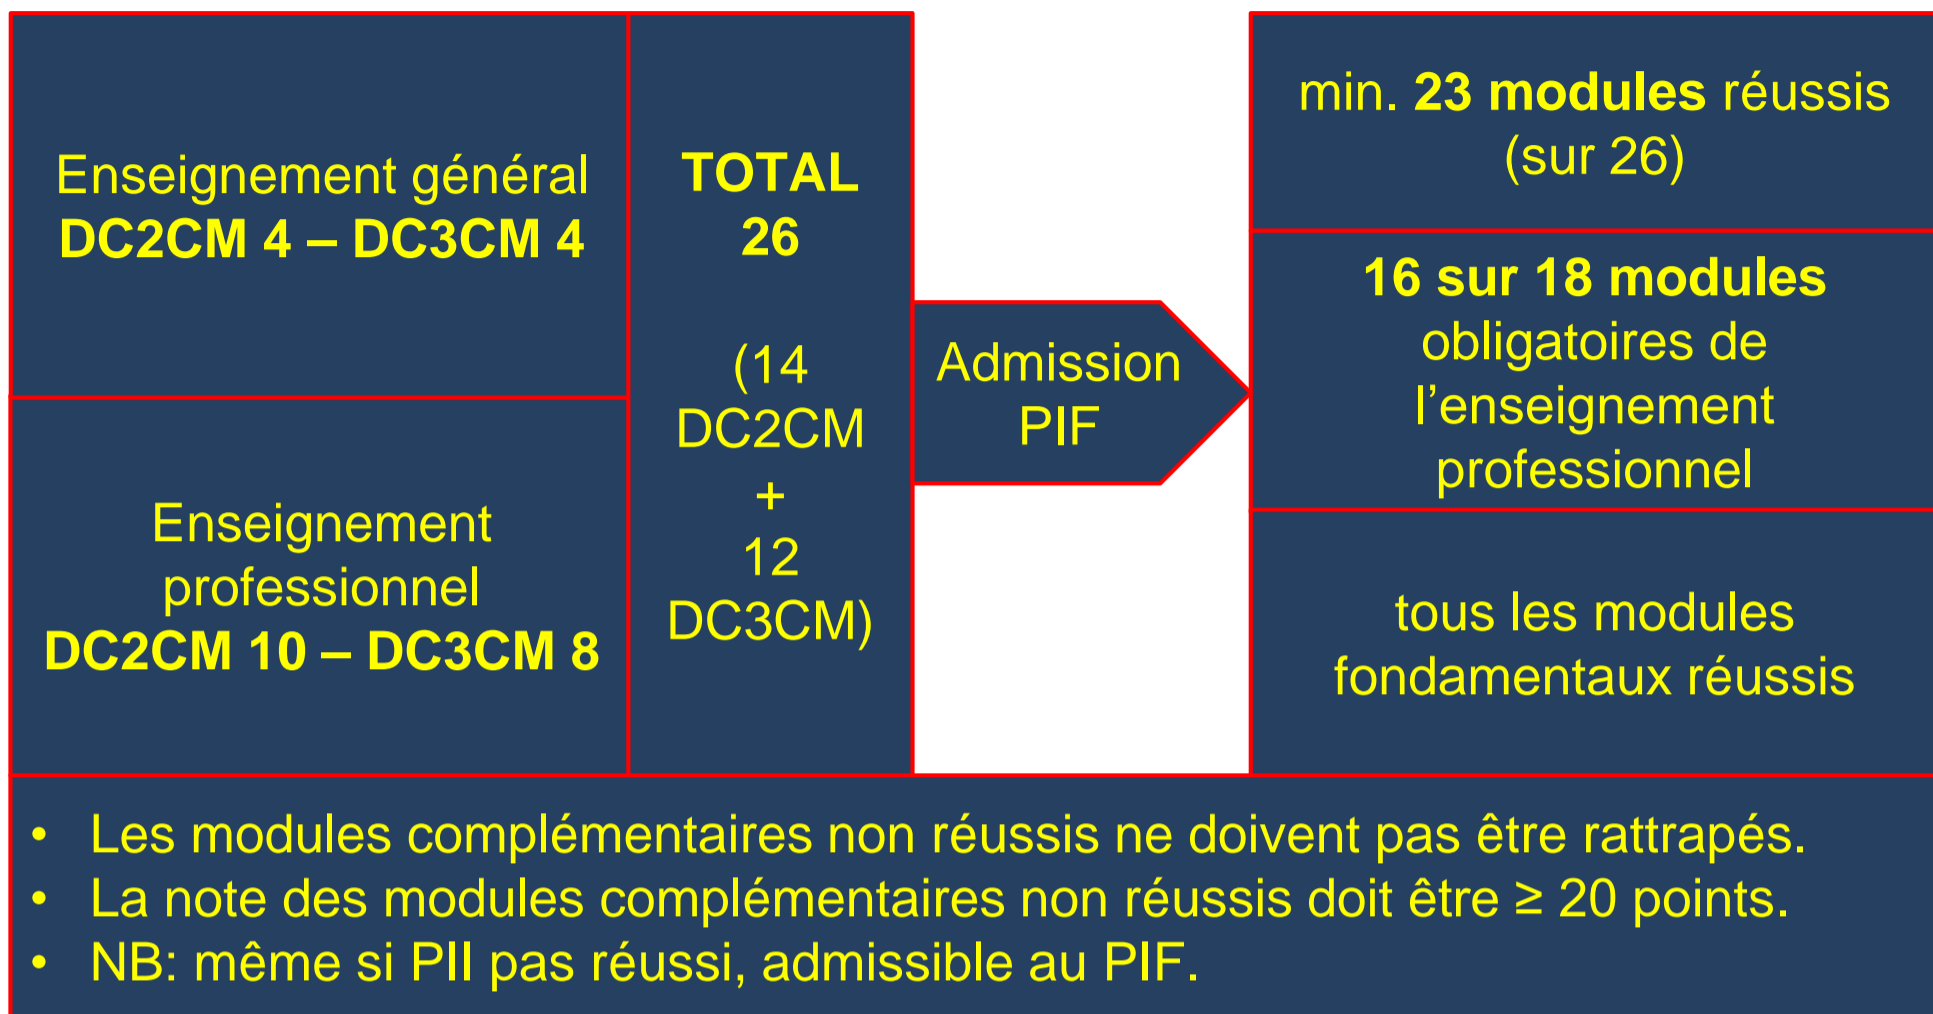 Enseignement général
DC2CM 4 – DC3CM 4
Enseignement
professionnel
DC2CM 10 – DC3CM 8
TOTAL
26
(14
DC2CM
+
12
DC3CM)
Admission
PIF
min. 23 modules réussis
(sur 26)
16 sur 18 modules
obligatoires de
l’enseignement
professionnel
tous les modules
fondamentaux réussis
• Les modules complémentaires non réussis ne doivent pas être rattrapés.
• La note des modules complémentaires non réussis doit être ≥ 20 points.
• NB: même si PII pas réussi, admissible au PIF.